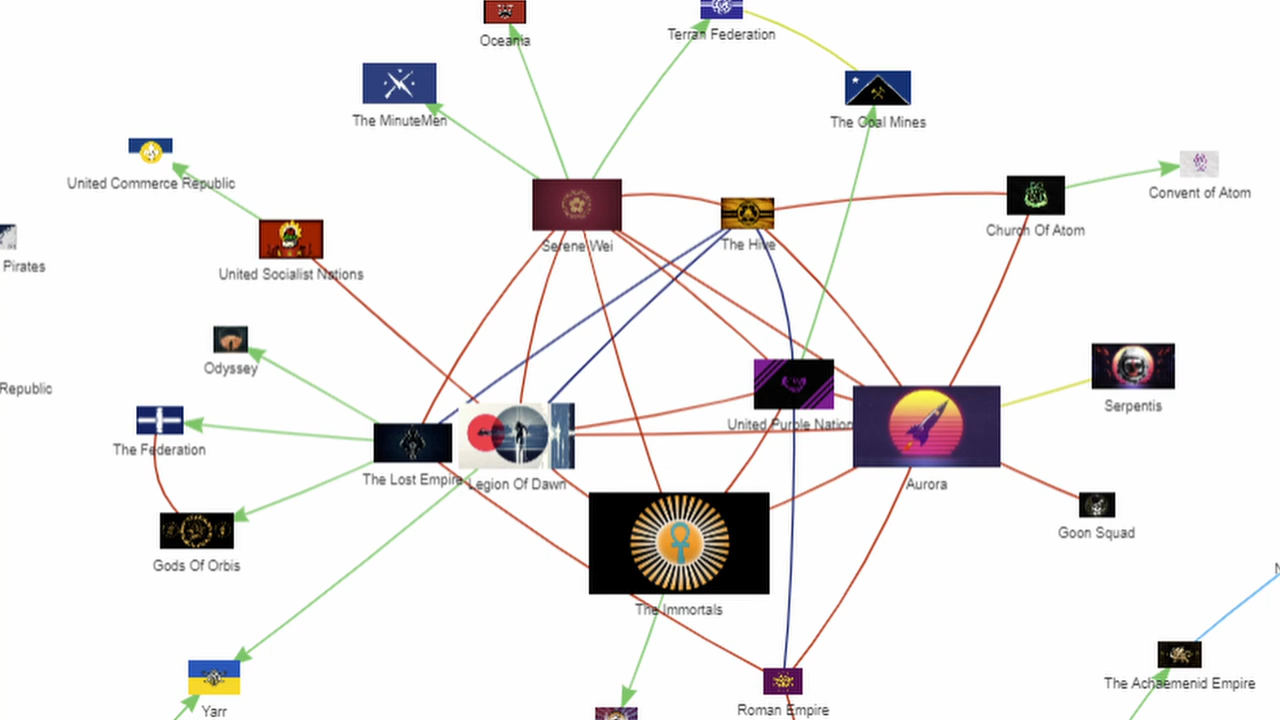 Oceania
Terran Federation
The MinuteMen
The Coal Mines
United Commerce Republic
Convent of Atom
Serene Wei
The Hive
Church Of Atom
Pirates
United Socialist Nations
Odyssey
Republic
Serpentis
The Federation
United Purple Nation
The Lost Empire
Legion Of Dawn
Aurora
Goon Squad
Gods Of Orbis
The Immortals
The Achaemenid Empire
Yarr
Roman Empire